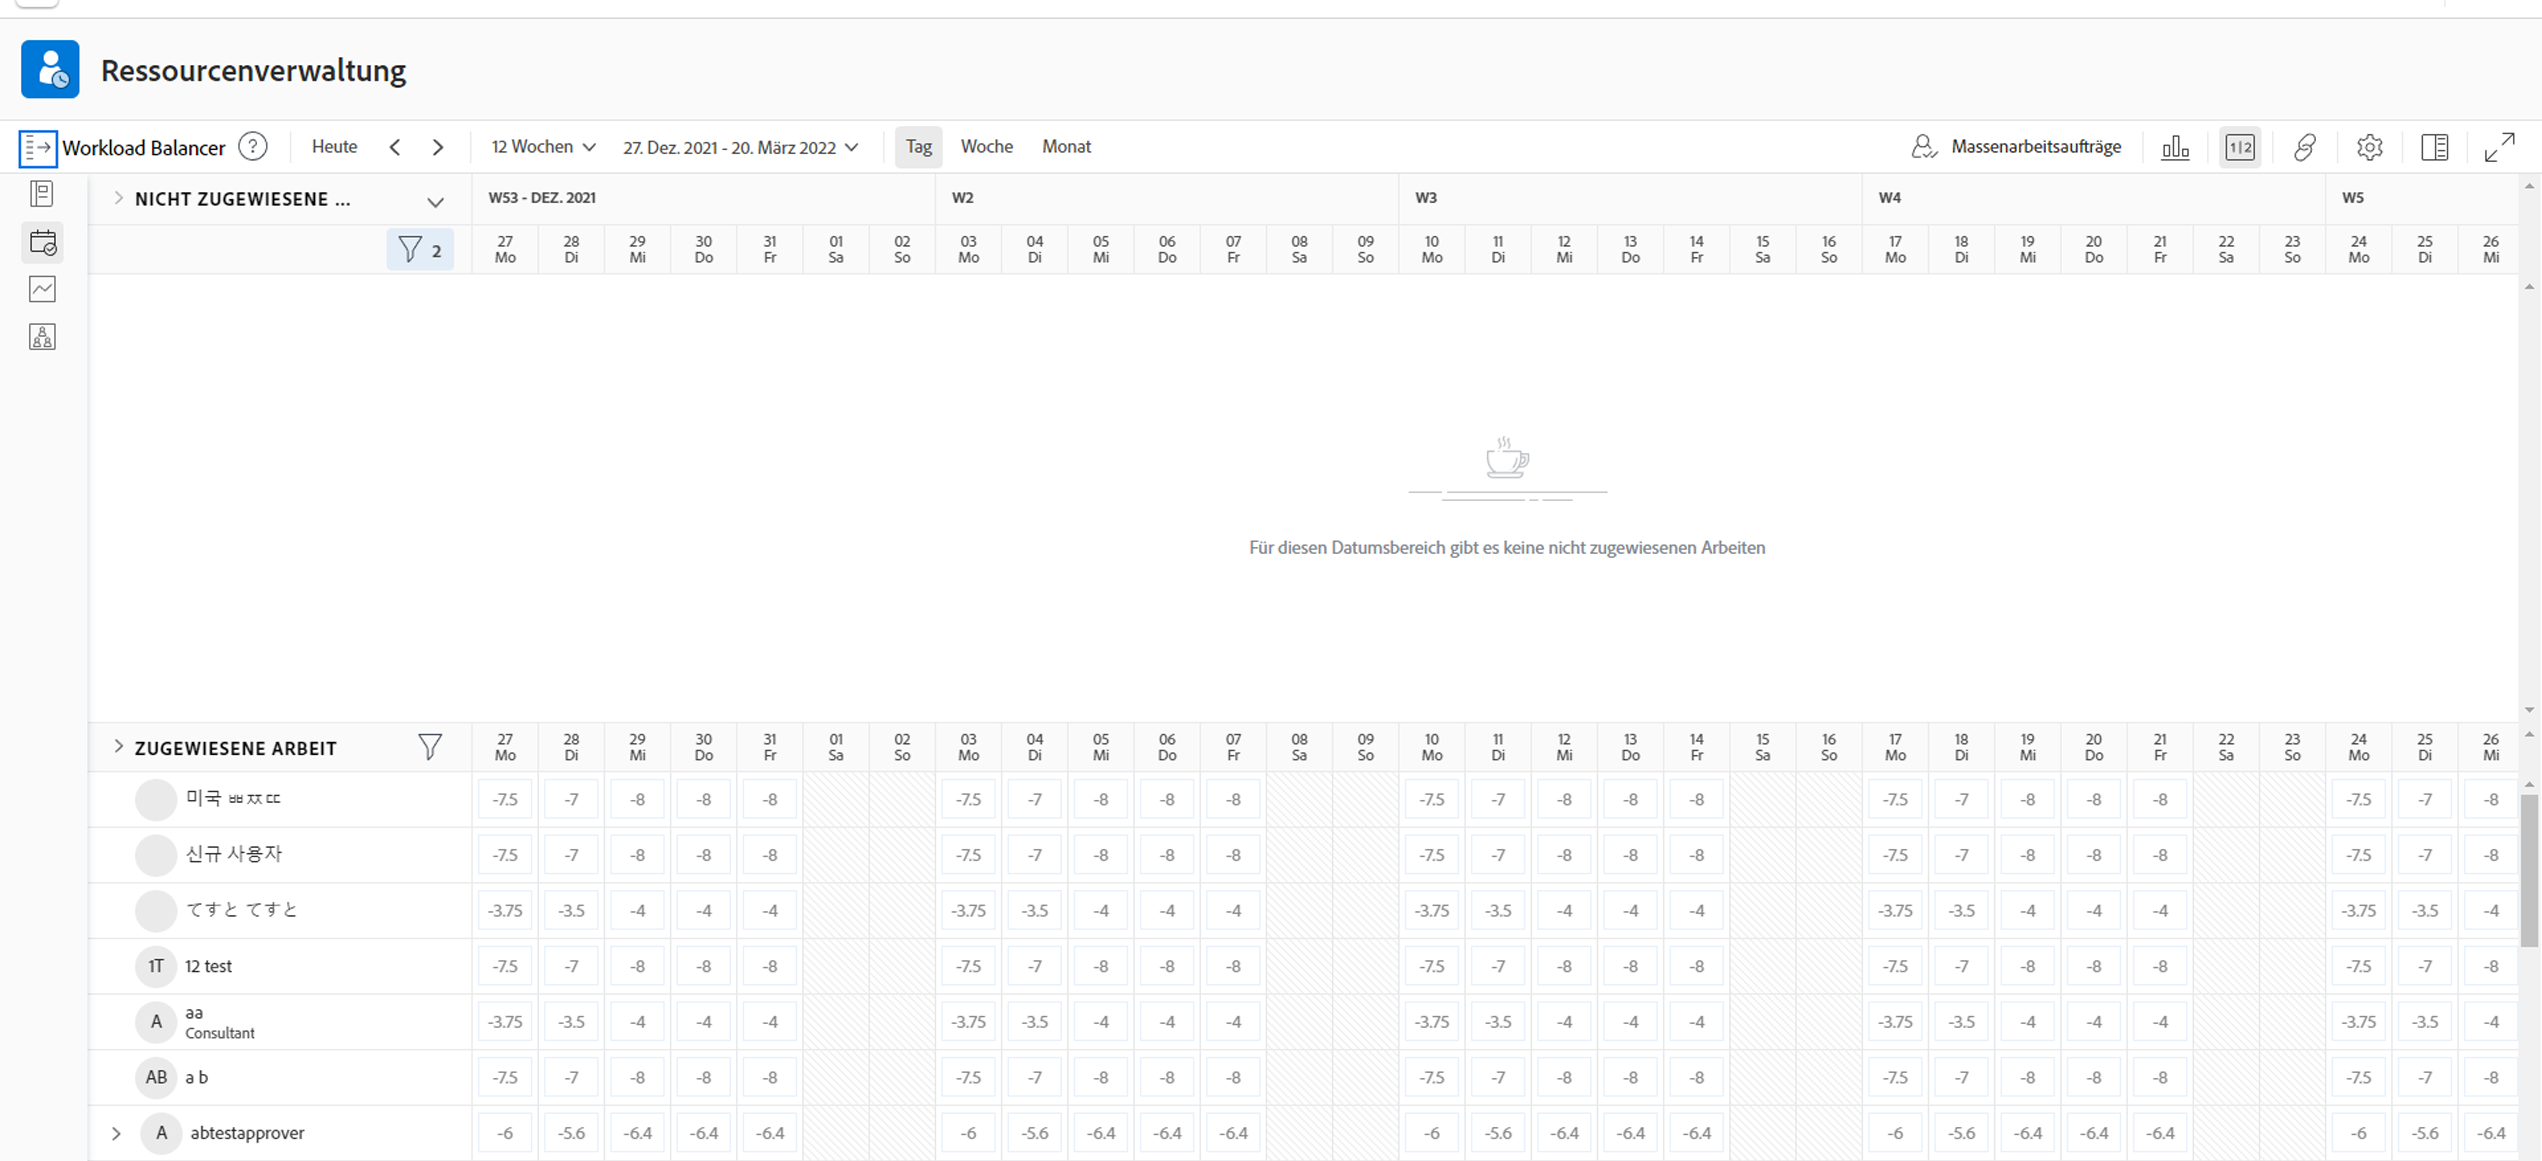 Ressourcenverwaltung
Workload Balancer ? Heute 12 Wochen 27. Dez. 2021 - 20. März 2022 Tag Woche Monat Massenarbeitsaufträge 1|2
NICHT ZUGEWIESENE ... W53 - DEZ. 2021 W2 W3 W4 W5
2 27 28 29 30 31 01 02 03 04 05 06 07 08 09 10 11 12 13 14 15 16 17 18 19 20 21 22 23 24 25 26
Mo Di Mi Do Fr Sa So Mo Di Mi Do Fr Sa So Mo Di Mi Do Fr Sa So Mo Di Mi Do Fr Sa So Mo Di Mi
Für diesen Datumsbereich gibt es keine nicht zugewiesenen Arbeiten
ZUGEWIESENE ARBEIT 27 28 29 30 31 01 02 03 04 05 06 07 08 09 10 11 12 13 14 15 16 17 18 19 20 21 22 23 24 25 26
Mo Di Mi Do Fr Sa So Mo Di Mi Do Fr Sa So Mo Di Mi Do Fr Sa So Mo Di Mi Do Fr Sa So Mo Di Mi
미국 ㅃㅉㄸ -7.5 -7 -8 -8 -8 -7.5 -7 -8 -8 -8 -7.5 -7 -8 -8 -8 -7.5 -7 -8 -8 -8 -7.5 -7 -8
신규 사용자 -7.5 -7 -8 -8 -8 -7.5 -7 -8 -8 -8 -7.5 -7 -8 -8 -8 -7.5 -7 -8 -8 -8 -7.5 -7 -8
てすと てすと -3.75 -3.5 -4 -4 -4 -3.75 -3.5 -4 -4 -4 -3.75 -3.5 -4 -4 -4 -3.75 -3.5 -4 -4 -4 -3.75 -3.5 -4
1T 12 test -7.5 -7 -8 -8 -8 -7.5 -7 -8 -8 -8 -7.5 -7 -8 -8 -8 -7.5 -7 -8 -8 -8 -7.5 -7 -8
A aa -3.75 -3.5 -4 -4 -4 -3.75 -3.5 -4 -4 -4 -3.75 -3.5 -4 -4 -4 -3.75 -3.5 -4 -4 -4 -3.75 -3.5 -4
Consultant
AB a b -7.5 -7 -8 -8 -8 -7.5 -7 -8 -8 -8 -7.5 -7 -8 -8 -8 -7.5 -7 -8 -8 -8 -7.5 -7 -8
A abtestapprover -6 -5.6 -6.4 -6.4 -6.4 -6 -5.6 -6.4 -6.4 -6.4 -6 -5.6 -6.4 -6.4 -6.4 -6 -5.6 -6.4 -6.4 -6.4 -6 -5.6 -6.4